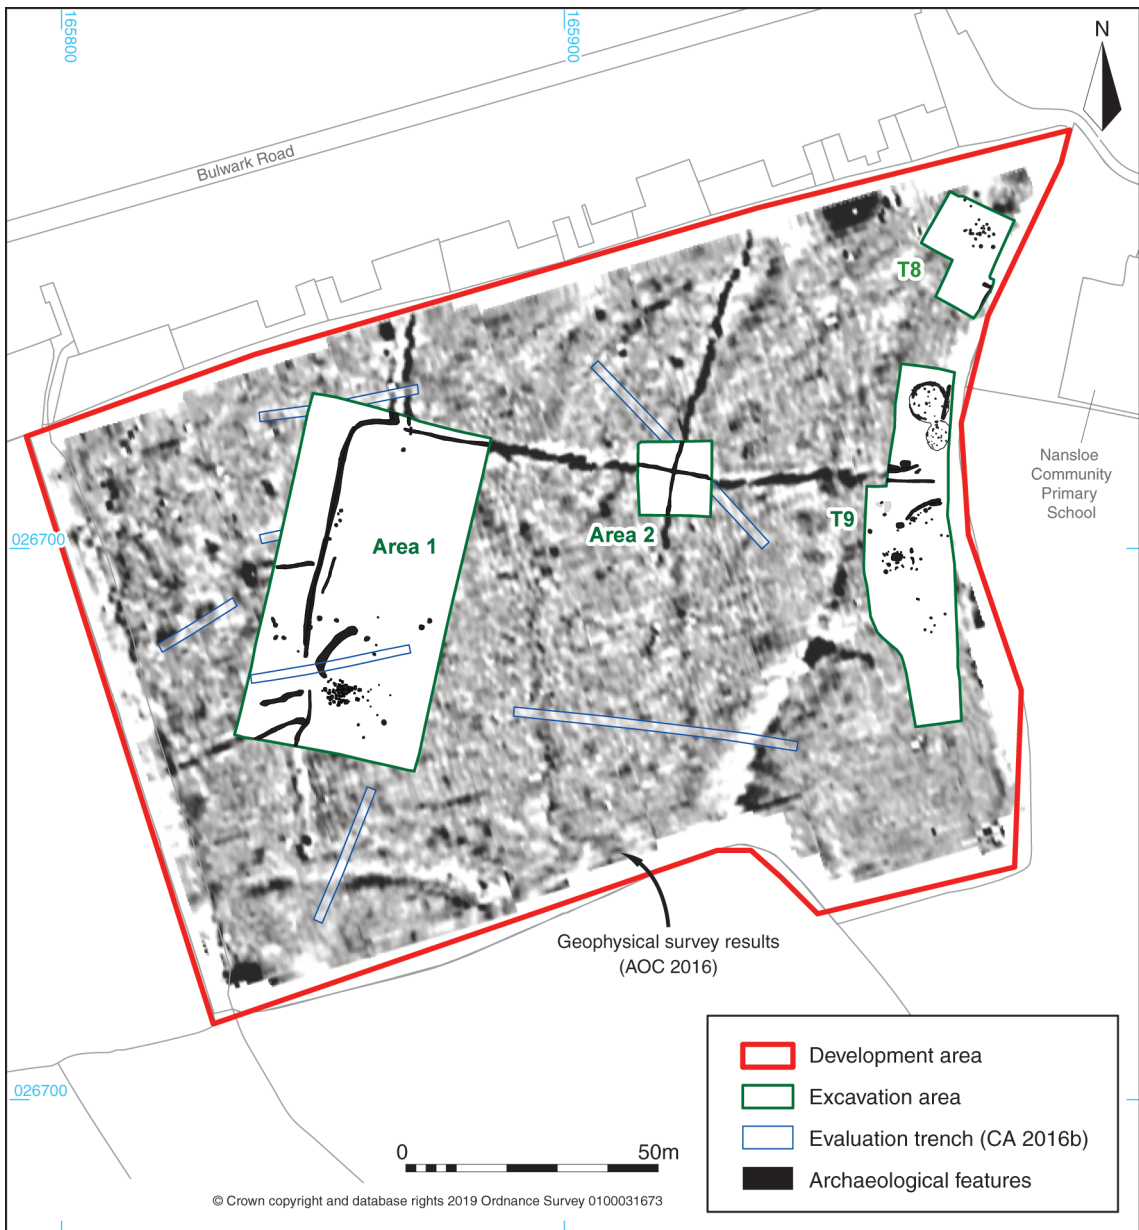 165800
165900
N
Bulwark Road
T8
Nansloe
Community
Primary
School
T9
Area 2
Area 1
026700
Geophysical survey results
(AOC 2016)
026700
Development area
Excavation area
Evaluation trench (CA 2016b)
Archaeological features
0
50m
© Crown copyright and database rights 2019 Ordnance Survey 0100031673